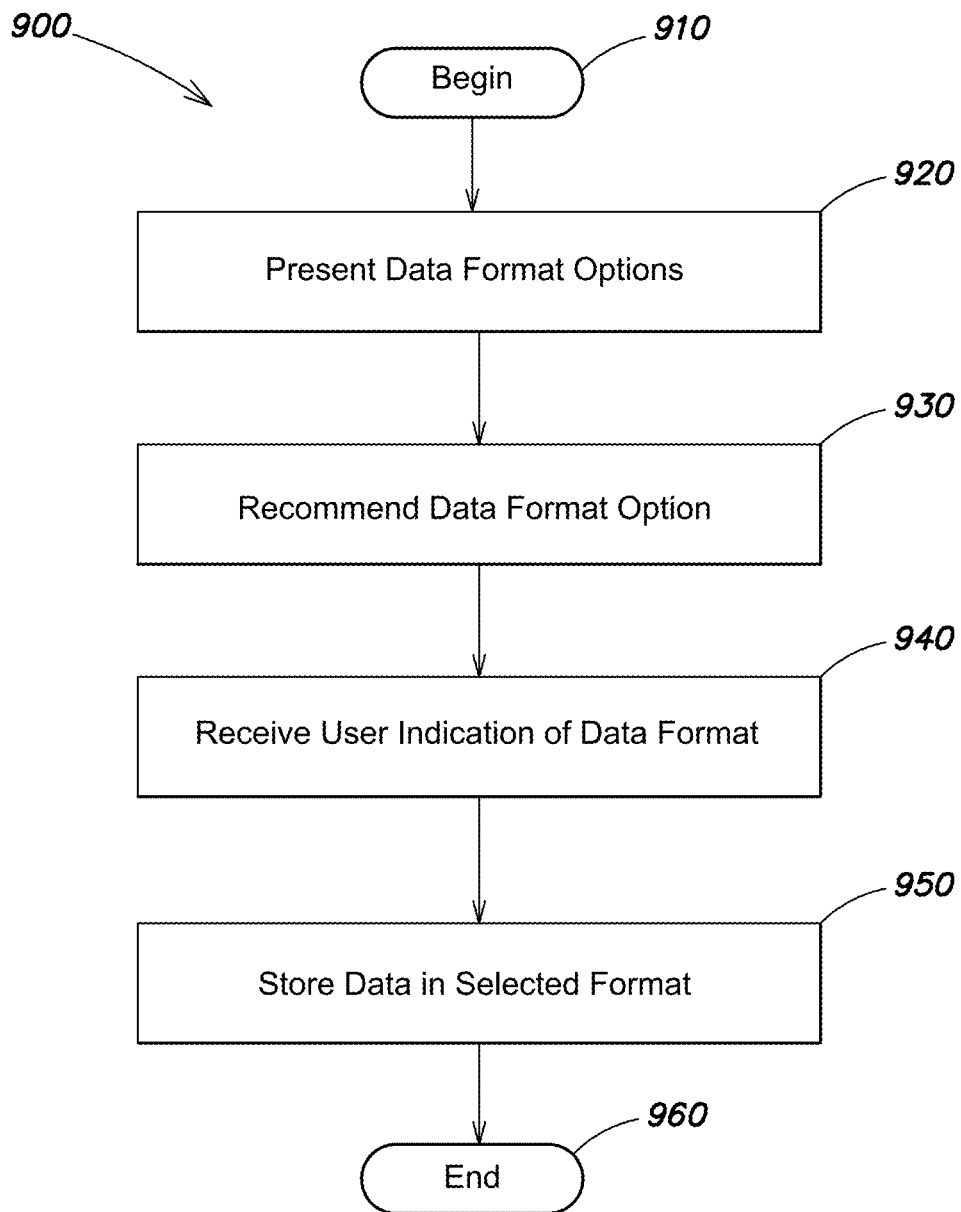 900
910
Begin
920
Present Data Format Options
930
Recommend Data Format Option
940
Receive User Indication of Data Format
950
Store Data in Selected Format
960
End